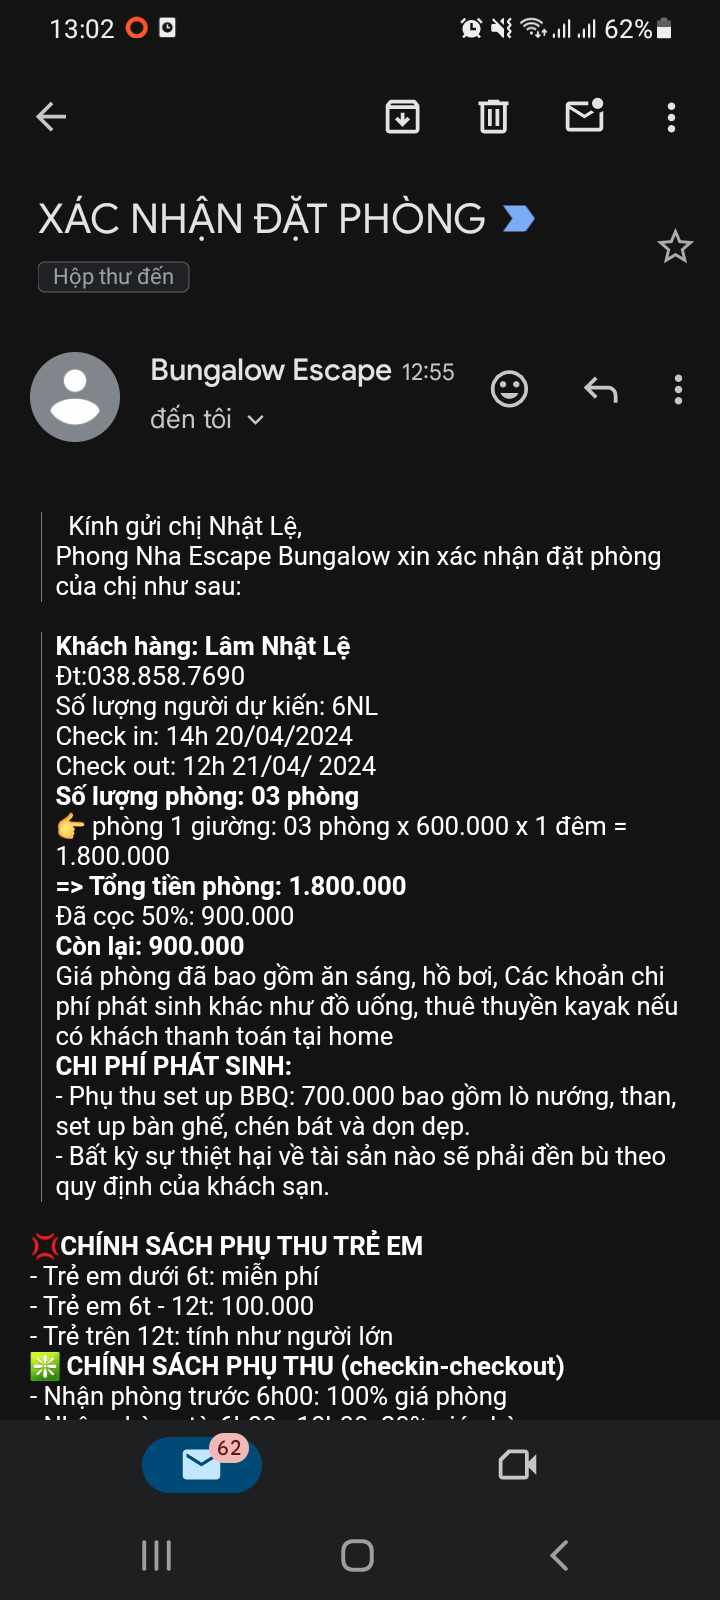 13:02
62%
XÁC NHẬN ĐẶT PHÒNG
Hộp thư đến
Bungalow Escape 12:55
đến tôi
Kính gửi chị Nhật Lệ,
Phong Nha Escape Bungalow xin xác nhận đặt phòng
của chị như sau:
Khách hàng: Lâm Nhật Lệ
Đt:038.858.7690
Số lượng người dự kiến: 6NL
Check in: 14h 20/04/2024
Check out: 12h 21/04/ 2024
Số lượng phòng: 03 phòng
👉 phòng 1 giường: 03 phòng x 600.000 x 1 đêm =
1.800.000
=> Tổng tiền phòng: 1.800.000
Đã cọc 50%: 900.000
Còn lại: 900.000
Giá phòng đã bao gồm ăn sáng, hồ bơi, Các khoản chi
phí phát sinh khác như đồ uống, thuê thuyền kayak nếu
có khách thanh toán tại home
CHI PHÍ PHÁT SINH:
- Phụ thu set up BBQ: 700.000 bao gồm lò nướng, than,
set up bàn ghế, chén bát và dọn dẹp.
- Bất kỳ sự thiệt hại về tài sản nào sẽ phải đền bù theo
quy định của khách sạn.
💢CHÍNH SÁCH PHỤ THU TRẺ EM
- Trẻ em dưới 6t: miễn phí
- Trẻ em 6t - 12t: 100.000
- Trẻ trên 12t: tính như người lớn
❇️ CHÍNH SÁCH PHỤ THU (checkin-checkout)
- Nhận phòng trước 6h00: 100% giá phòng
62